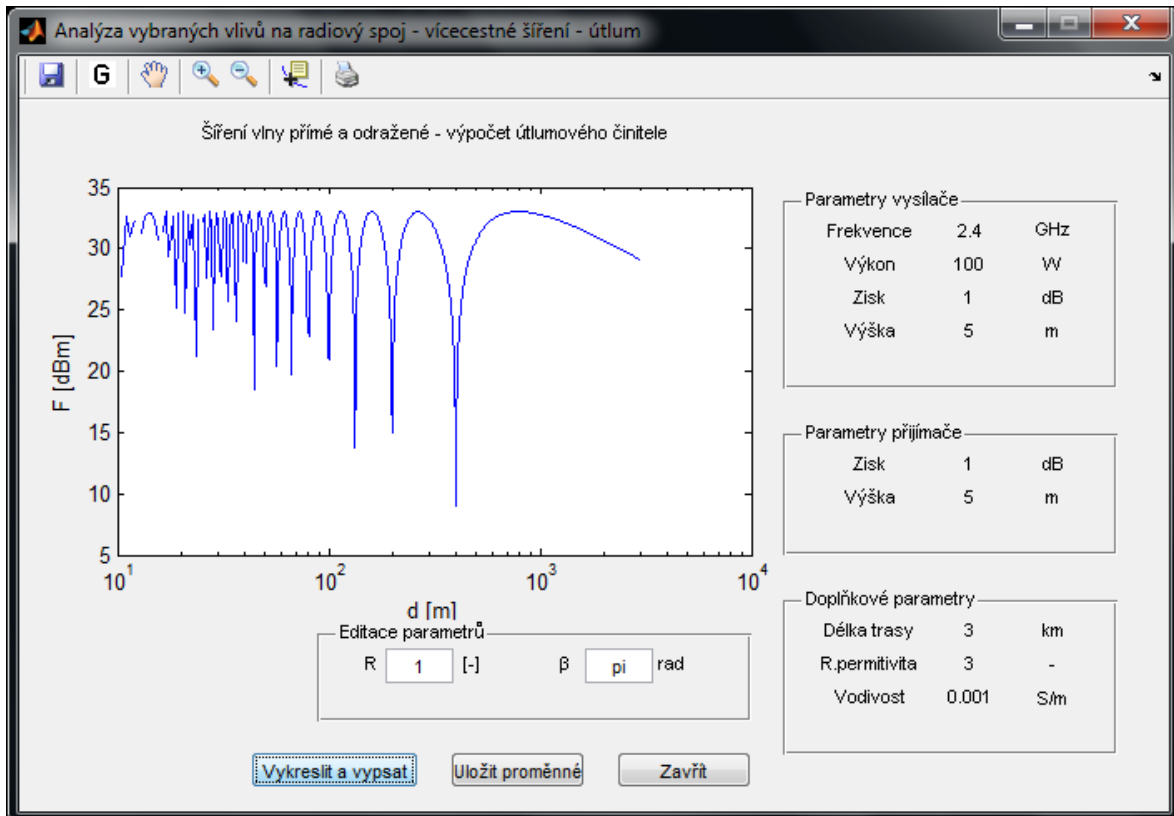 Analýza vybraných vlivů na radiový spoj - vícecestné šíření - útlum
G
Šíření vlny přímé a odražené - výpočet útlumového činitele
35
30
25
20
15
10
5
F [dBm]
10^1
10^2
10^3
10^4
d [m]
Editace parametrů
R 1 [-] β pi rad
Vykreslit a vypsat
Uložit proměnné
Zavřít
Parametry vysílače
Frekvence 2.4 GHz
Výkon 100 W
Zisk 1 dB
Výška 5 m
Parametry přijímače
Zisk 1 dB
Výška 5 m
Doplňkové parametry
Délka trasy 3 km
R.permitivita 3 -
Vodivost 0.001 S/m